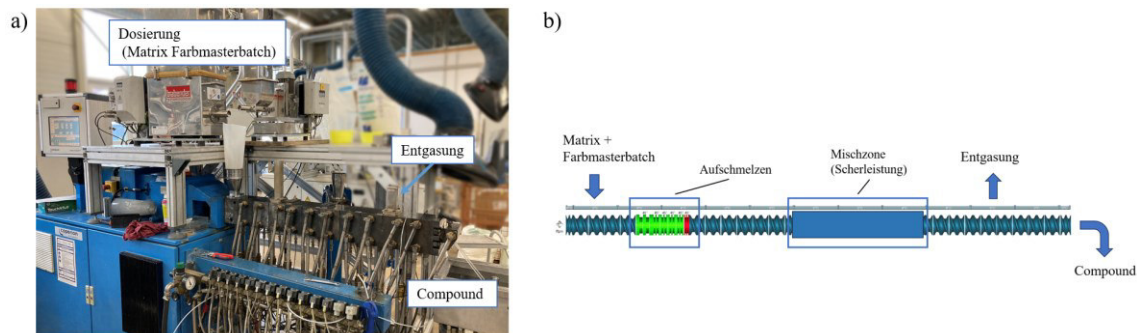 a)
Dosierung
(Matrix Farbmasterbatch)
Entgasung
Compound
b)
Matrix +
Farbmasterbatch
Aufschmelzen
Mischzone
(Scherleistung)
Entgasung
Compound